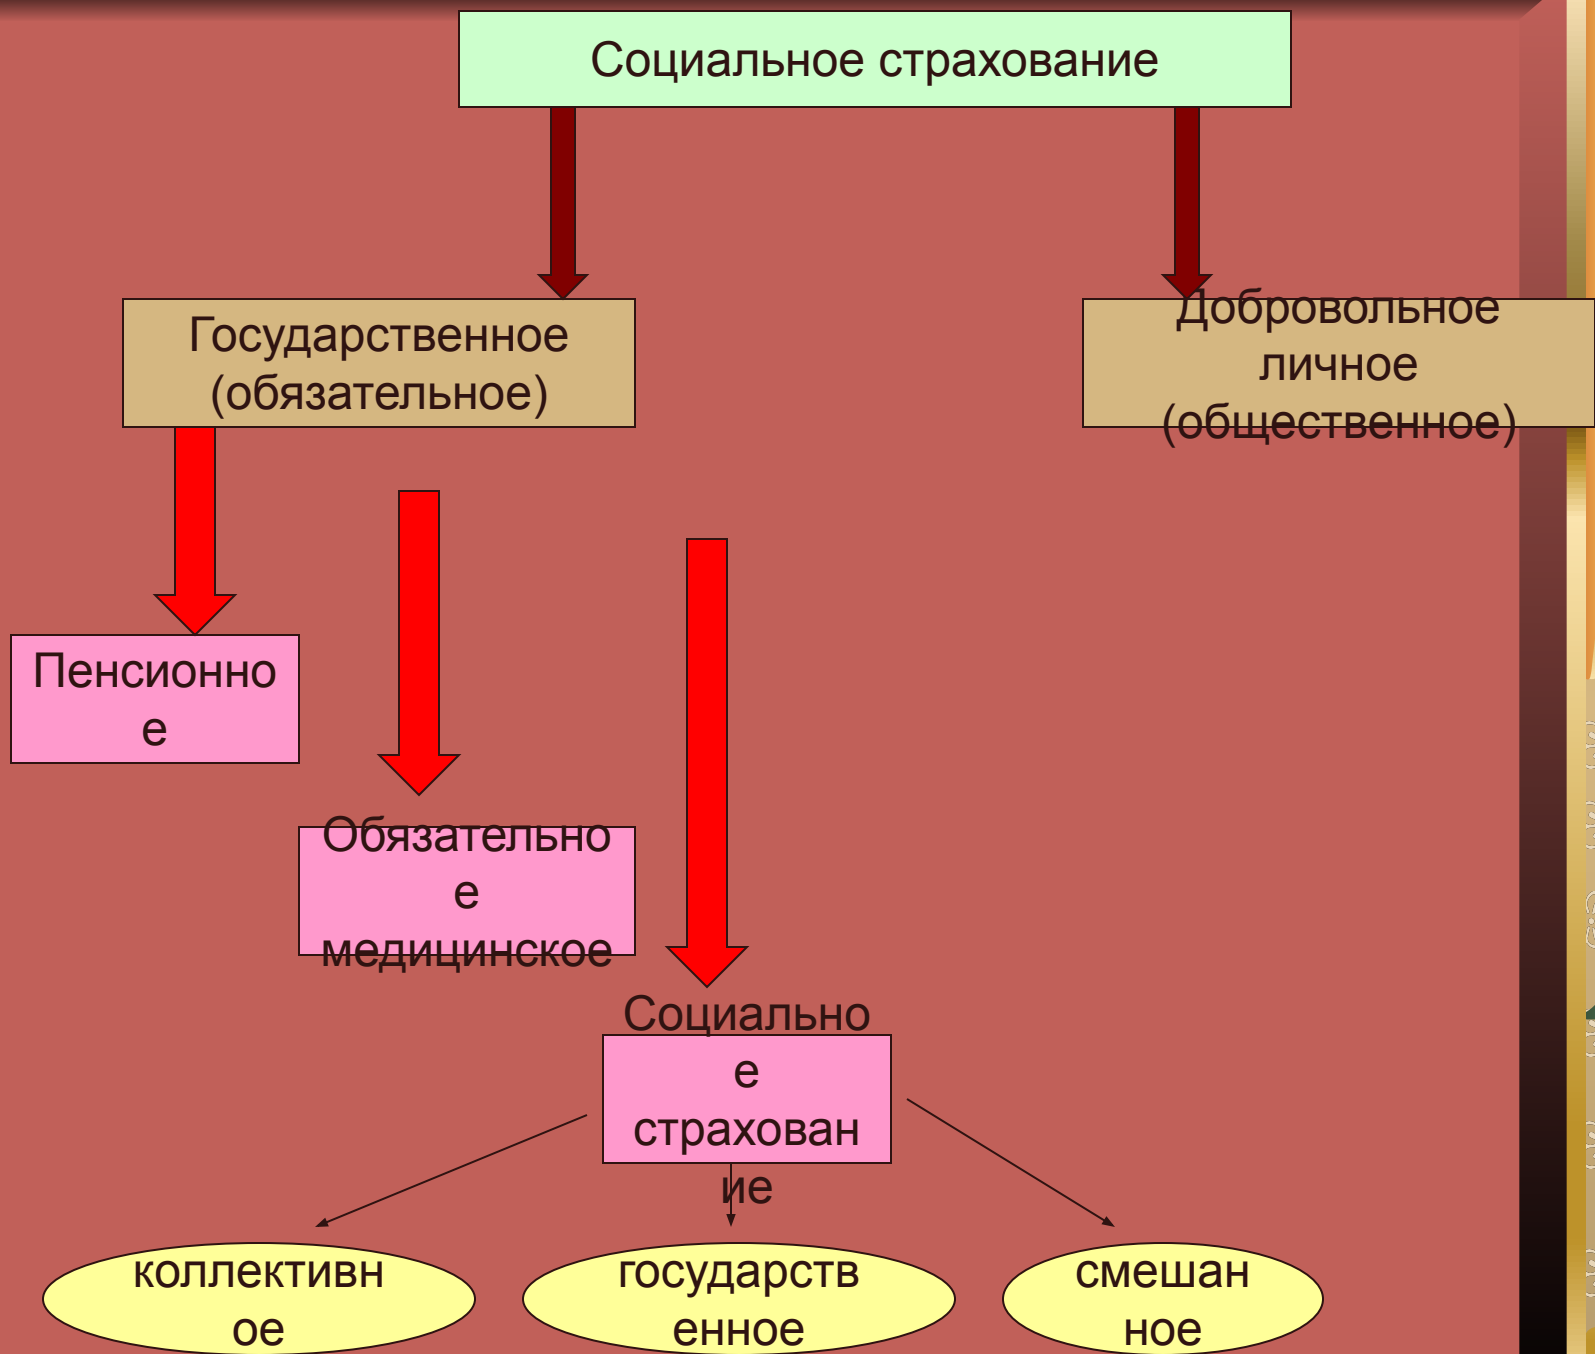 Социальное страхование
Государственное
(обязательное)
Добровольное
личное
(общественное)
Пенсионно
е
Обязательно
е
медицинское
Социально
е
страхован
ие
коллективн
ое
государств
енное
смешан
ное